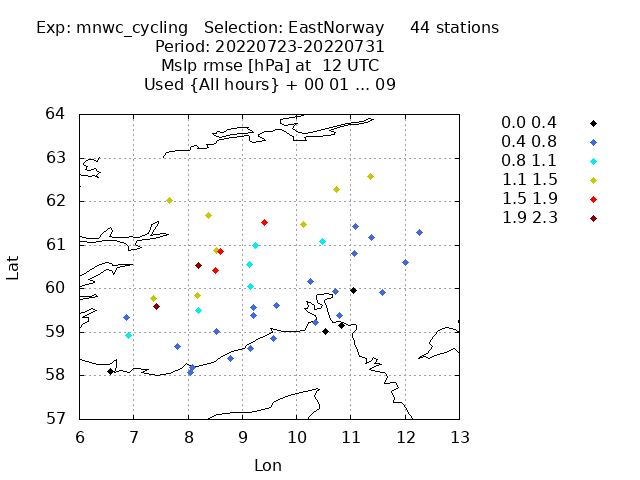 Exp: mnwc_cycling   Selection: EastNorway     44 stations
Period: 20220723-20220731
Mslp rmse [hPa] at  12 UTC
Used {All hours} + 00 01 ... 09
0.0 0.4
0.4 0.8
0.8 1.1
1.1 1.5
1.5 1.9
1.9 2.3
64
63
62
61
60
59
58
57
Lat
6 7 8 9 10 11 12 13
Lon